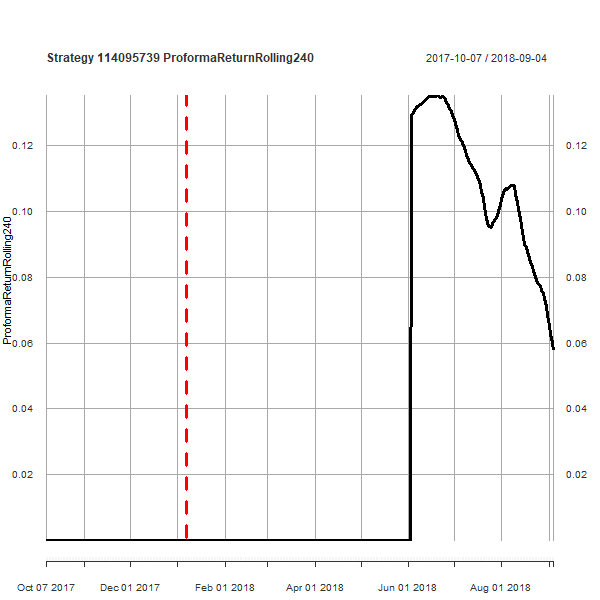 Strategy 114095739 ProformaReturnRolling240
2017-10-07 / 2018-09-04
ProformaReturnRolling240
0.12
0.10
0.08
0.06
0.04
0.02
0.12
0.10
0.08
0.06
0.04
0.02
Oct 07 2017
Dec 01 2017
Feb 01 2018
Apr 01 2018
Jun 01 2018
Aug 01 2018